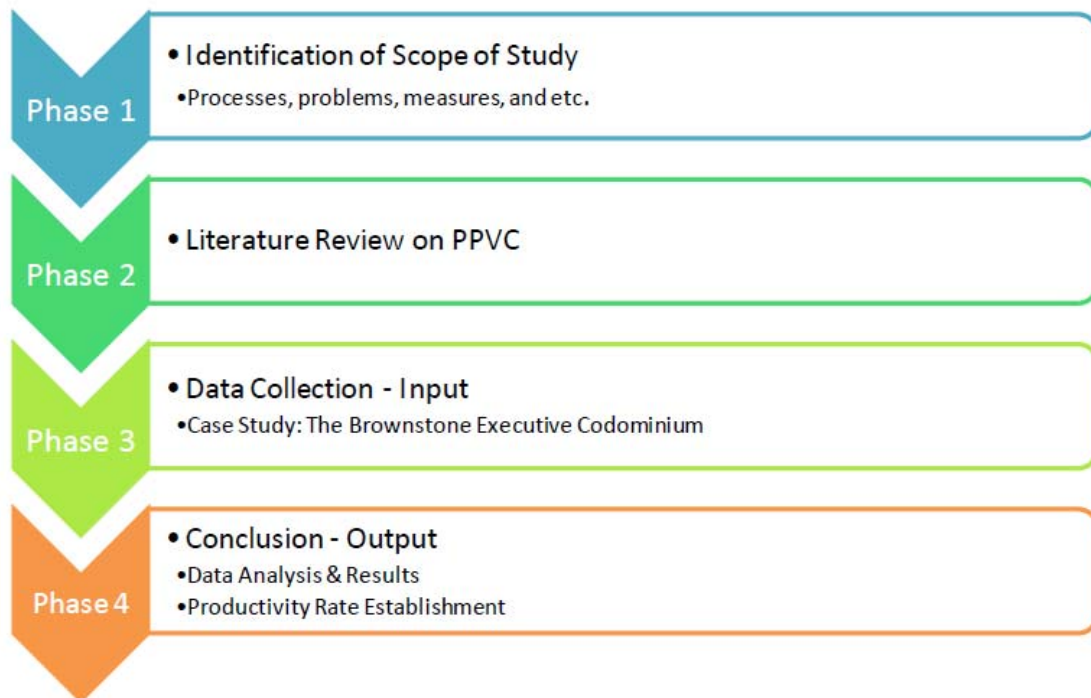 Phase 1
• Identification of Scope of Study
•Processes, problems, measures, and etc.
Phase 2
• Literature Review on PPVC
Phase 3
• Data Collection - Input
•Case Study: The Brownstone Executive Codominium
Phase 4
• Conclusion - Output
•Data Analysis & Results
•Productivity Rate Establishment